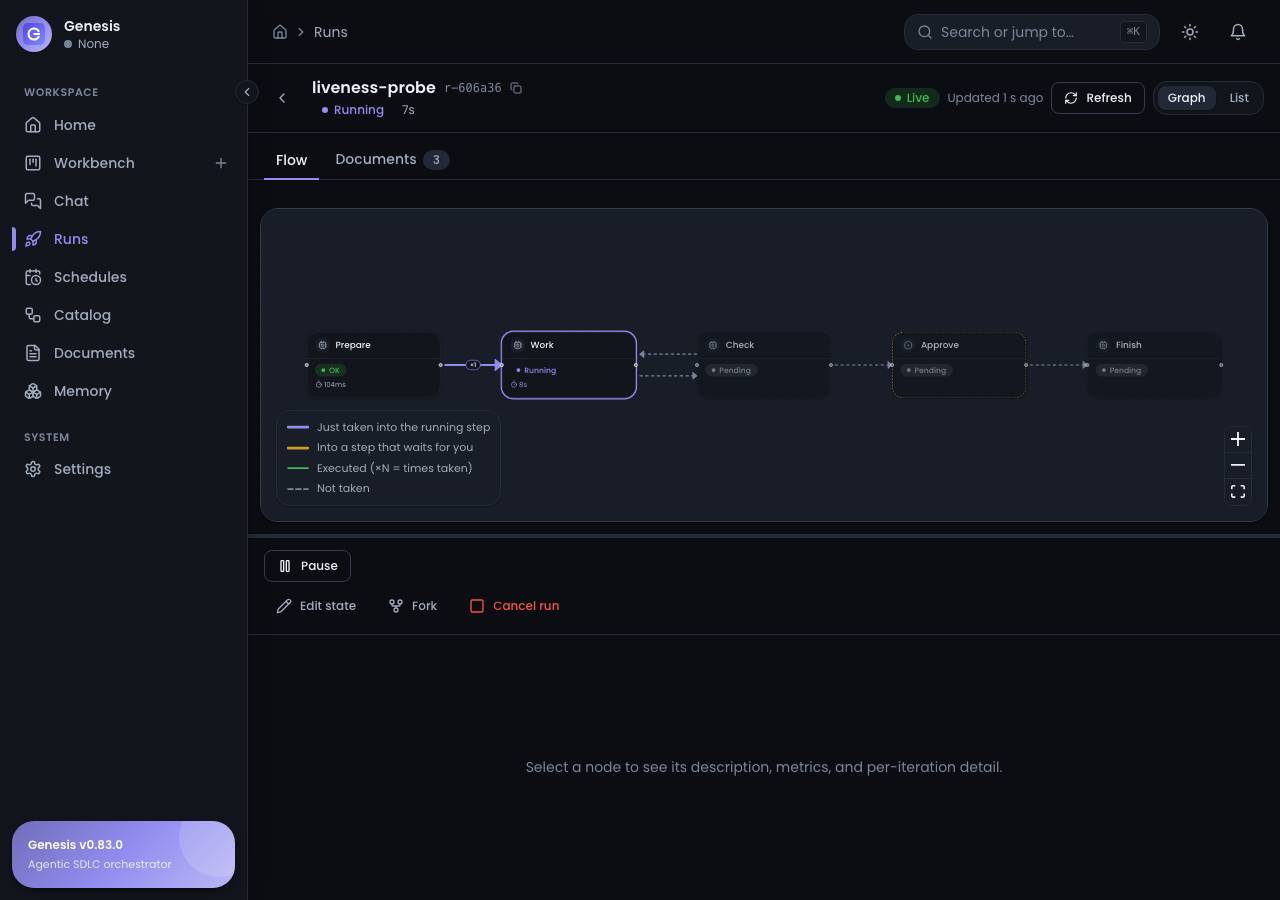 Genesis
None
WORKSPACE
Home
Workbench
Chat
Runs
Schedules
Catalog
Documents
Memory
SYSTEM
Settings
Genesis v0.83.0
Agentic SDLC orchestrator
Runs
Search or jump to...
⌘K
liveness-probe r-606a36
Running 7s
Live Updated 1 s ago Refresh Graph List
Flow Documents 3
Prepare
OK
104ms
×1
Work
Running
8s
Check
Pending
Approve
Pending
Finish
Pending
Just taken into the running step
Into a step that waits for you
Executed (×N = times taken)
Not taken
Pause
Edit state Fork Cancel run
Select a node to see its description, metrics, and per-iteration detail.